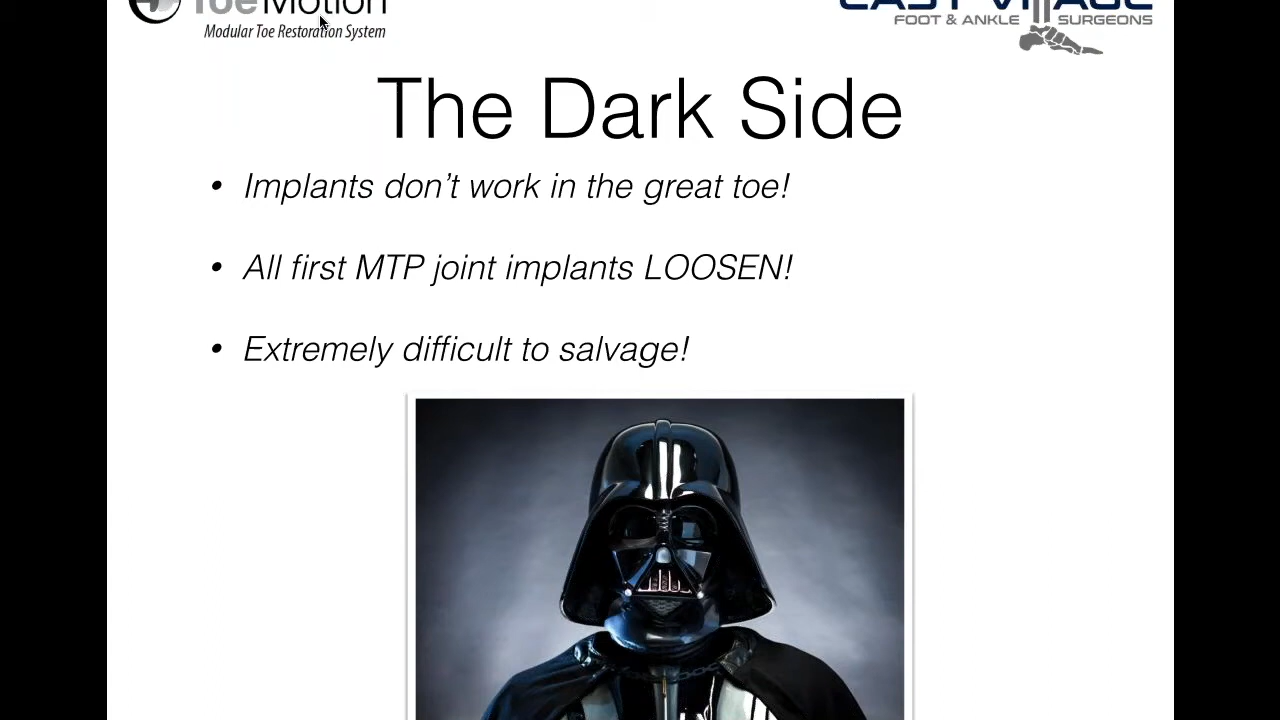 ToeMotion
Modular Toe Restoration System
EAST VILLAGE
FOOT & ANKLE SURGEONS
The Dark Side
• Implants don’t work in the great toe!
• All first MTP joint implants LOOSEN!
• Extremely difficult to salvage!